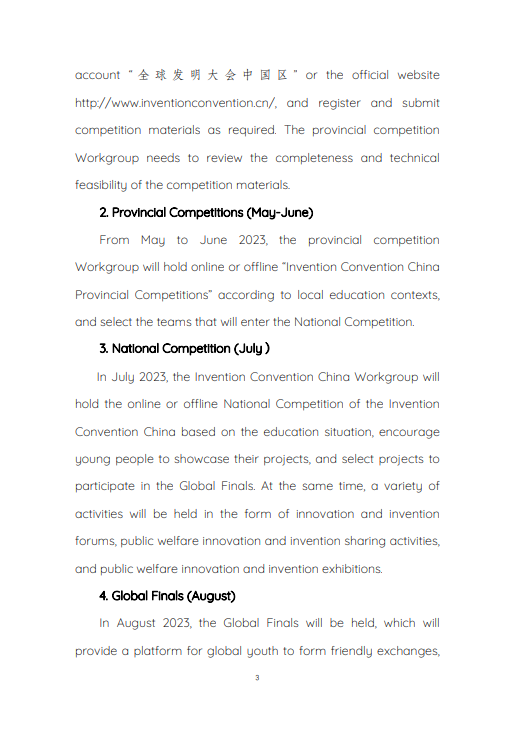 account “全球发明大会中国区” or the official website
http://www.inventionconvention.cn/, and register and submit
competition materials as required. The provincial competition
Workgroup needs to review the completeness and technical
feasibility of the competition materials.
2. Provincial Competitions (May-June)
From May to June 2023, the provincial competition
Workgroup will hold online or offline “Invention Convention China
Provincial Competitions” according to local education contexts,
and select the teams that will enter the National Competition.
3. National Competition (July )
In July 2023, the Invention Convention China Workgroup will
hold the online or offline National Competition of the Invention
Convention China based on the education situation, encourage
young people to showcase their projects, and select projects to
participate in the Global Finals. At the same time, a variety of
activities will be held in the form of innovation and invention
forums, public welfare innovation and invention sharing activities,
and public welfare innovation and invention exhibitions.
4. Global Finals (August)
In August 2023, the Global Finals will be held, which will
provide a platform for global youth to form friendly exchanges,
3